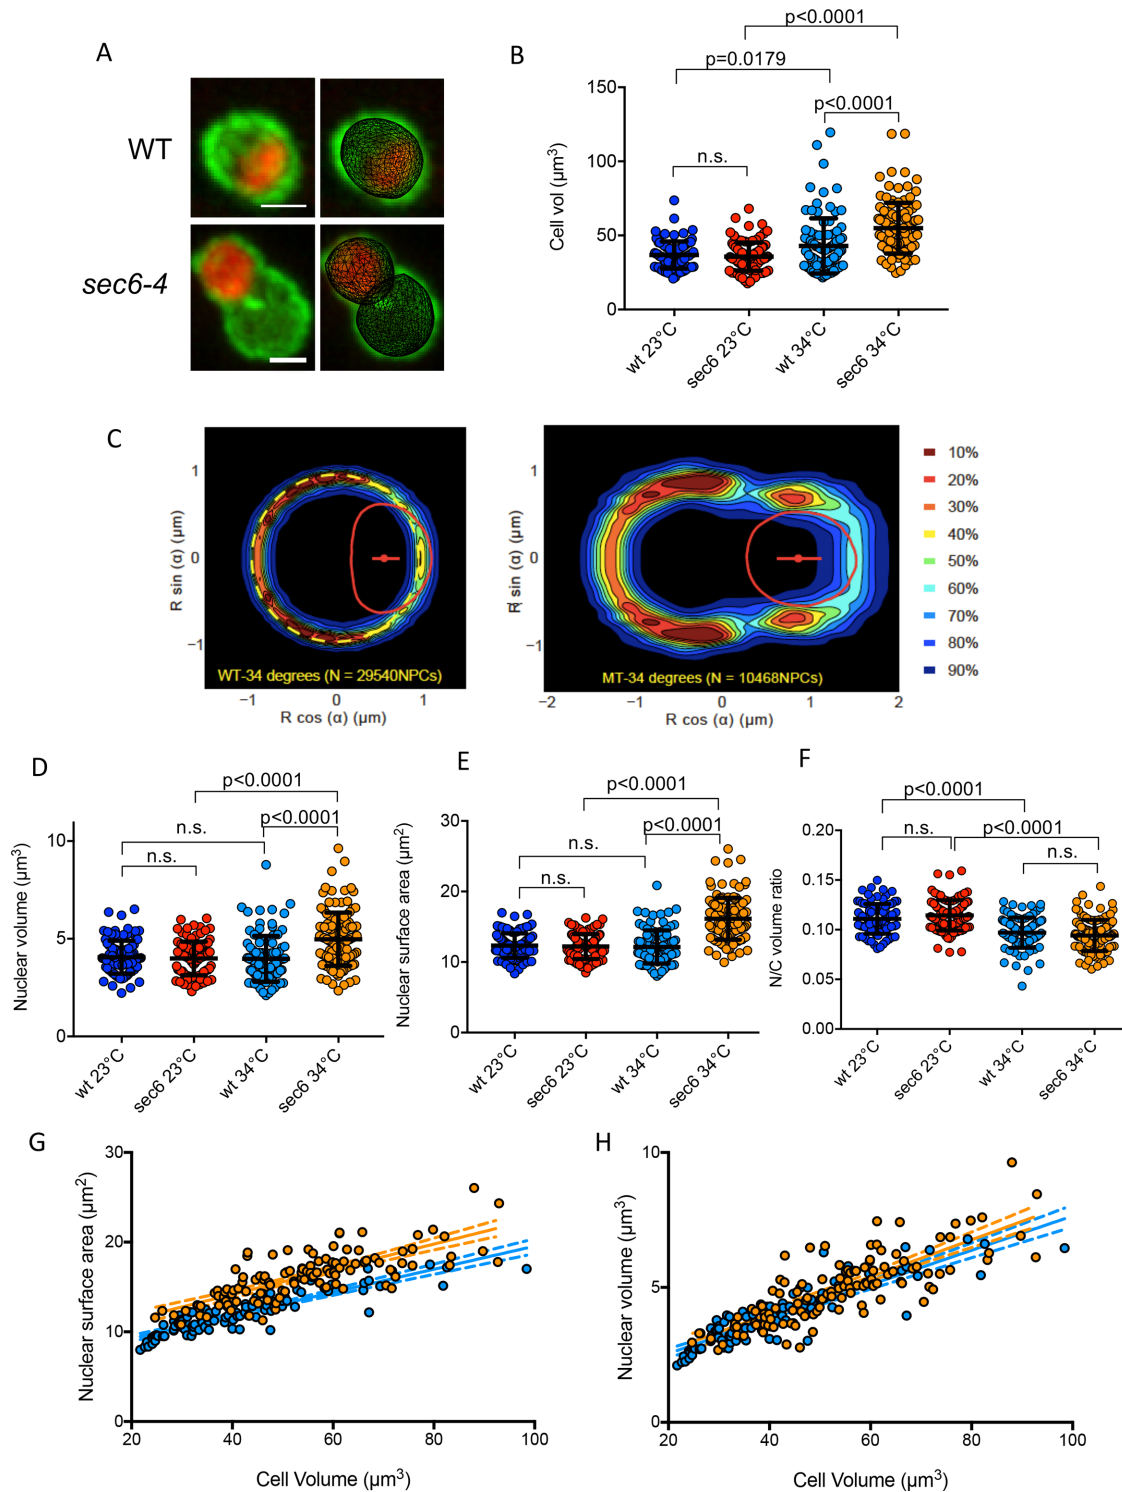 A
WT
sec6-4
B
p<0.0001
p=0.0179
p<0.0001
n.s.
Cell vol (µm3)
150
100
50
0
wt 23°C
sec6 23°C
wt 34°C
sec6 34°C
C
R sin (α) (µm)
1
0
−1
WT-34 degrees (N = 29540NPCs)
−1 0 1
R cos (α) (µm)
R sin (α) (µm)
1
0
−1
MT-34 degrees (N = 10468NPCs)
−2 −1 0 1 2
R cos (α) (µm)
10%
20%
30%
40%
50%
60%
70%
80%
90%
D
p<0.0001
n.s.
p<0.0001
n.s.
Nuclear volume (µm3)
10
5
0
wt 23°C
sec6 23°C
wt 34°C
sec6 34°C
E
p<0.0001
p<0.0001
n.s.
n.s.
Nuclear surface area (µm2)
30
20
10
0
wt 23°C
sec6 23°C
wt 34°C
sec6 34°C
F
p<0.0001
n.s.
p<0.0001
n.s.
N/C volume ratio
0.20
0.15
0.10
0.05
0.00
wt 23°C
sec6 23°C
wt 34°C
sec6 34°C
G
Nuclear surface area (µm2)
30
20
10
0
20 40 60 80 100
Cell Volume (µm3)
H
Nuclear volume (µm3)
10
5
0
20 40 60 80 100
Cell Volume (µm3)